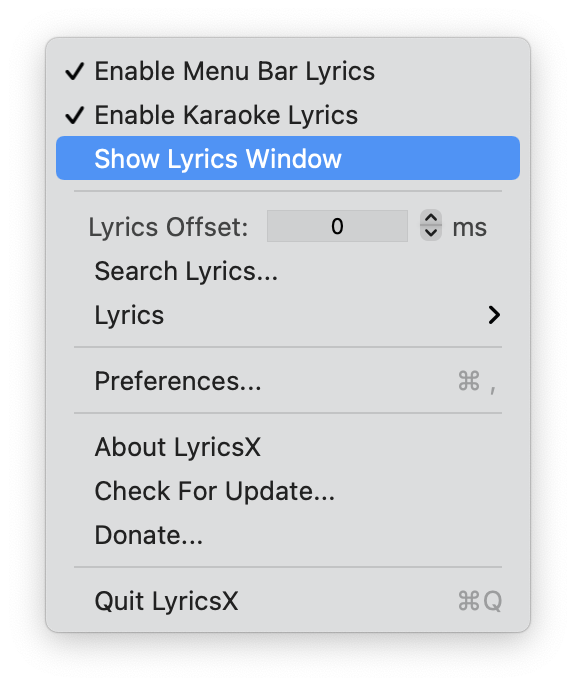 ✓ Enable Menu Bar Lyrics
✓ Enable Karaoke Lyrics
Show Lyrics Window
Lyrics Offset: 0 ms
Search Lyrics...
Lyrics
Preferences... ⌘ ,
About LyricsX
Check For Update...
Donate...
Quit LyricsX ⌘Q